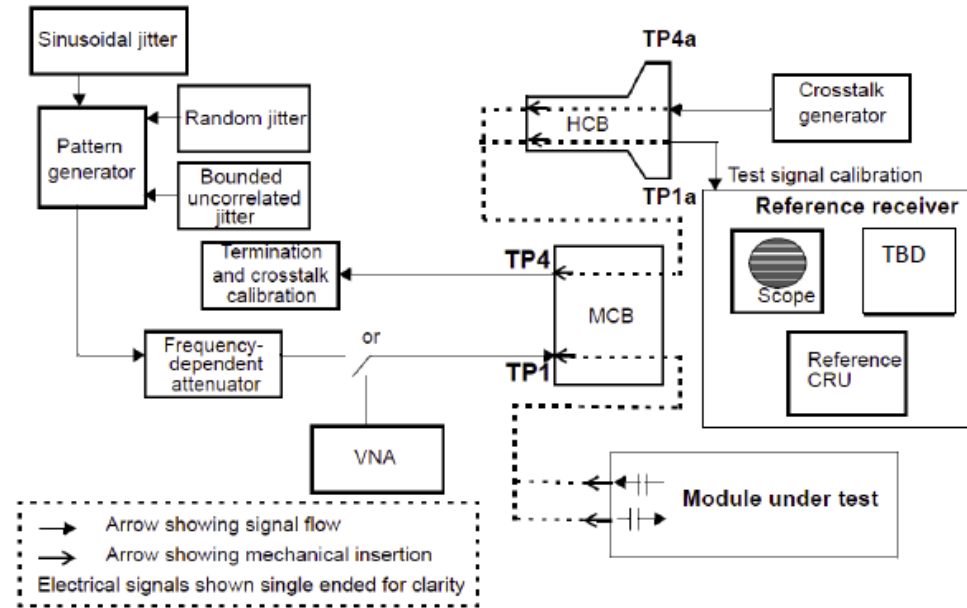 Sinusoidal jitter
TP4a
Pattern
generator
Random jitter
HCB
Crosstalk
generator
Bounded
uncorrelated
jitter
TP1a
Test signal calibration
Reference receiver
Termination
and crosstalk
calibration
TP4
Scope
TBD
MCB
or
Frequency-
dependent
attenuator
TP1
Reference
CRU
VNA
Module under test
Arrow showing signal flow
Arrow showing mechanical insertion
Electrical signals shown single ended for clarity